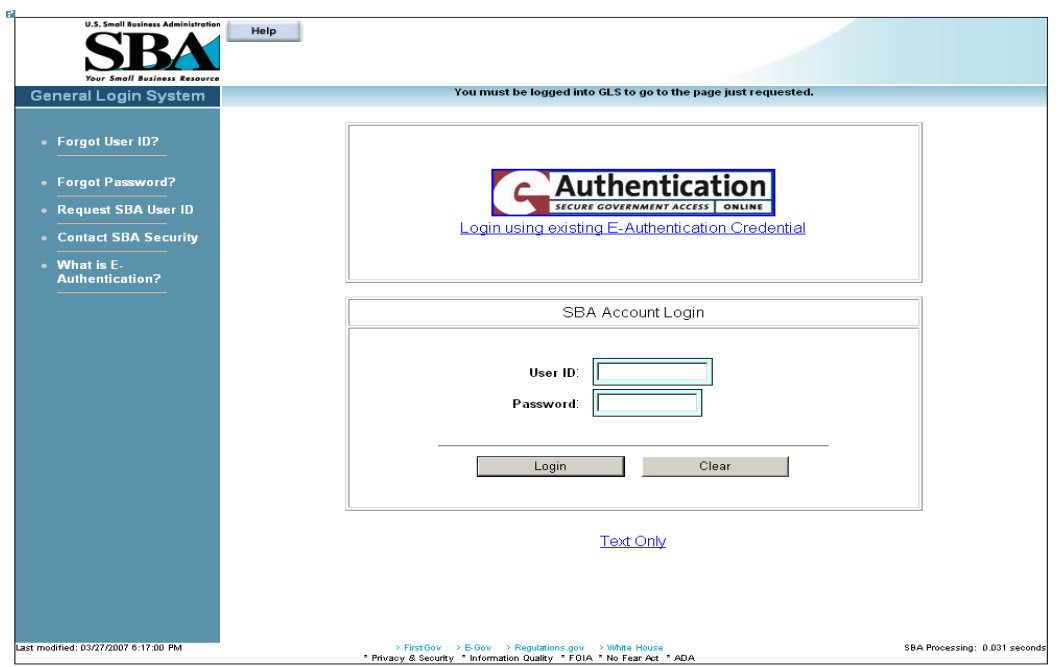 U.S. Small Business Administration
SBA
Your Small Business Resource
Help
General Login System
You must be logged into GLS to go to the page just requested.
Forgot User ID?
Forgot Password?
Request SBA User ID
Contact SBA Security
What is E-
Authentication?
Authentication
SECURE GOVERNMENT ACCESS ONLINE
Login using existing E-Authentication Credential
SBA Account Login
User ID:
Password:
Login Clear
Text Only
Last modified: 03/27/2007 6:17:00 PM
> FirstGov > E-Gov > Regulations.gov > White House
* Privacy & Security * Information Quality * FOIA * No Fear Act * ADA
SBA Processing: 0.031 seconds